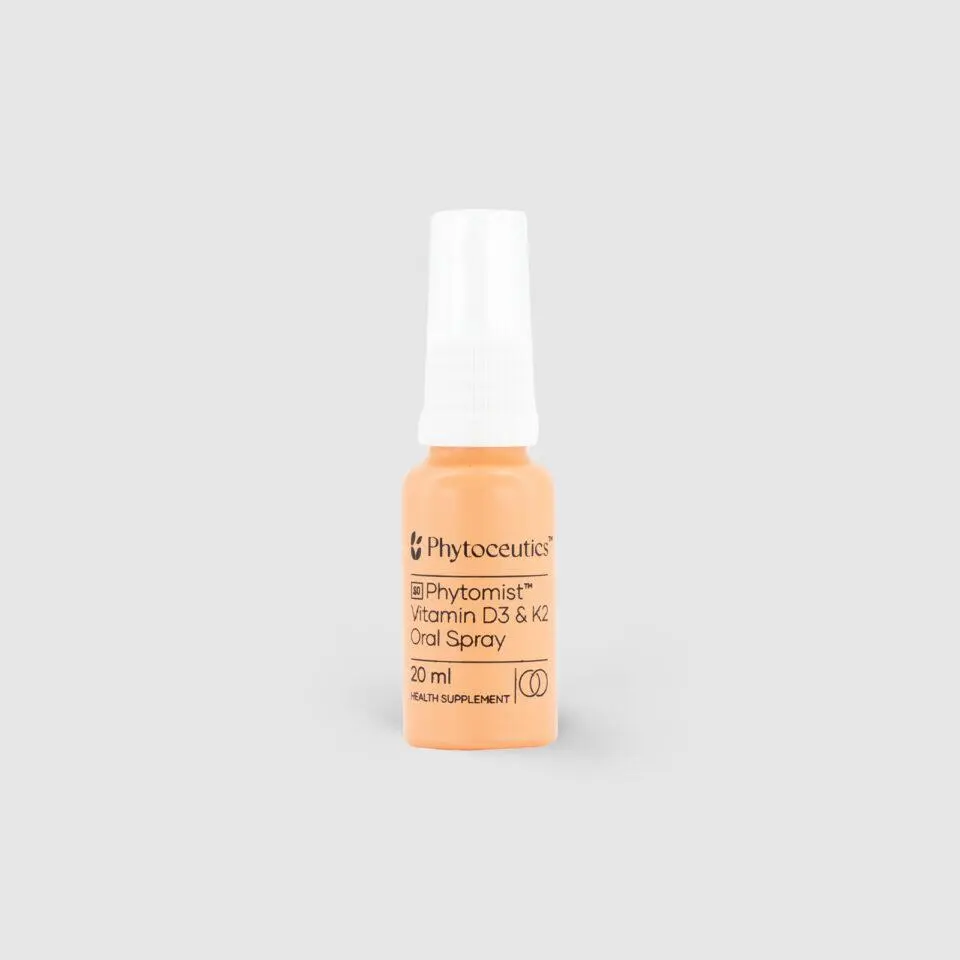 Phytoceutics™
Phytomist™
Vitamin D3 & K2
Oral Spray
20 ml
HEALTH SUPPLEMENT